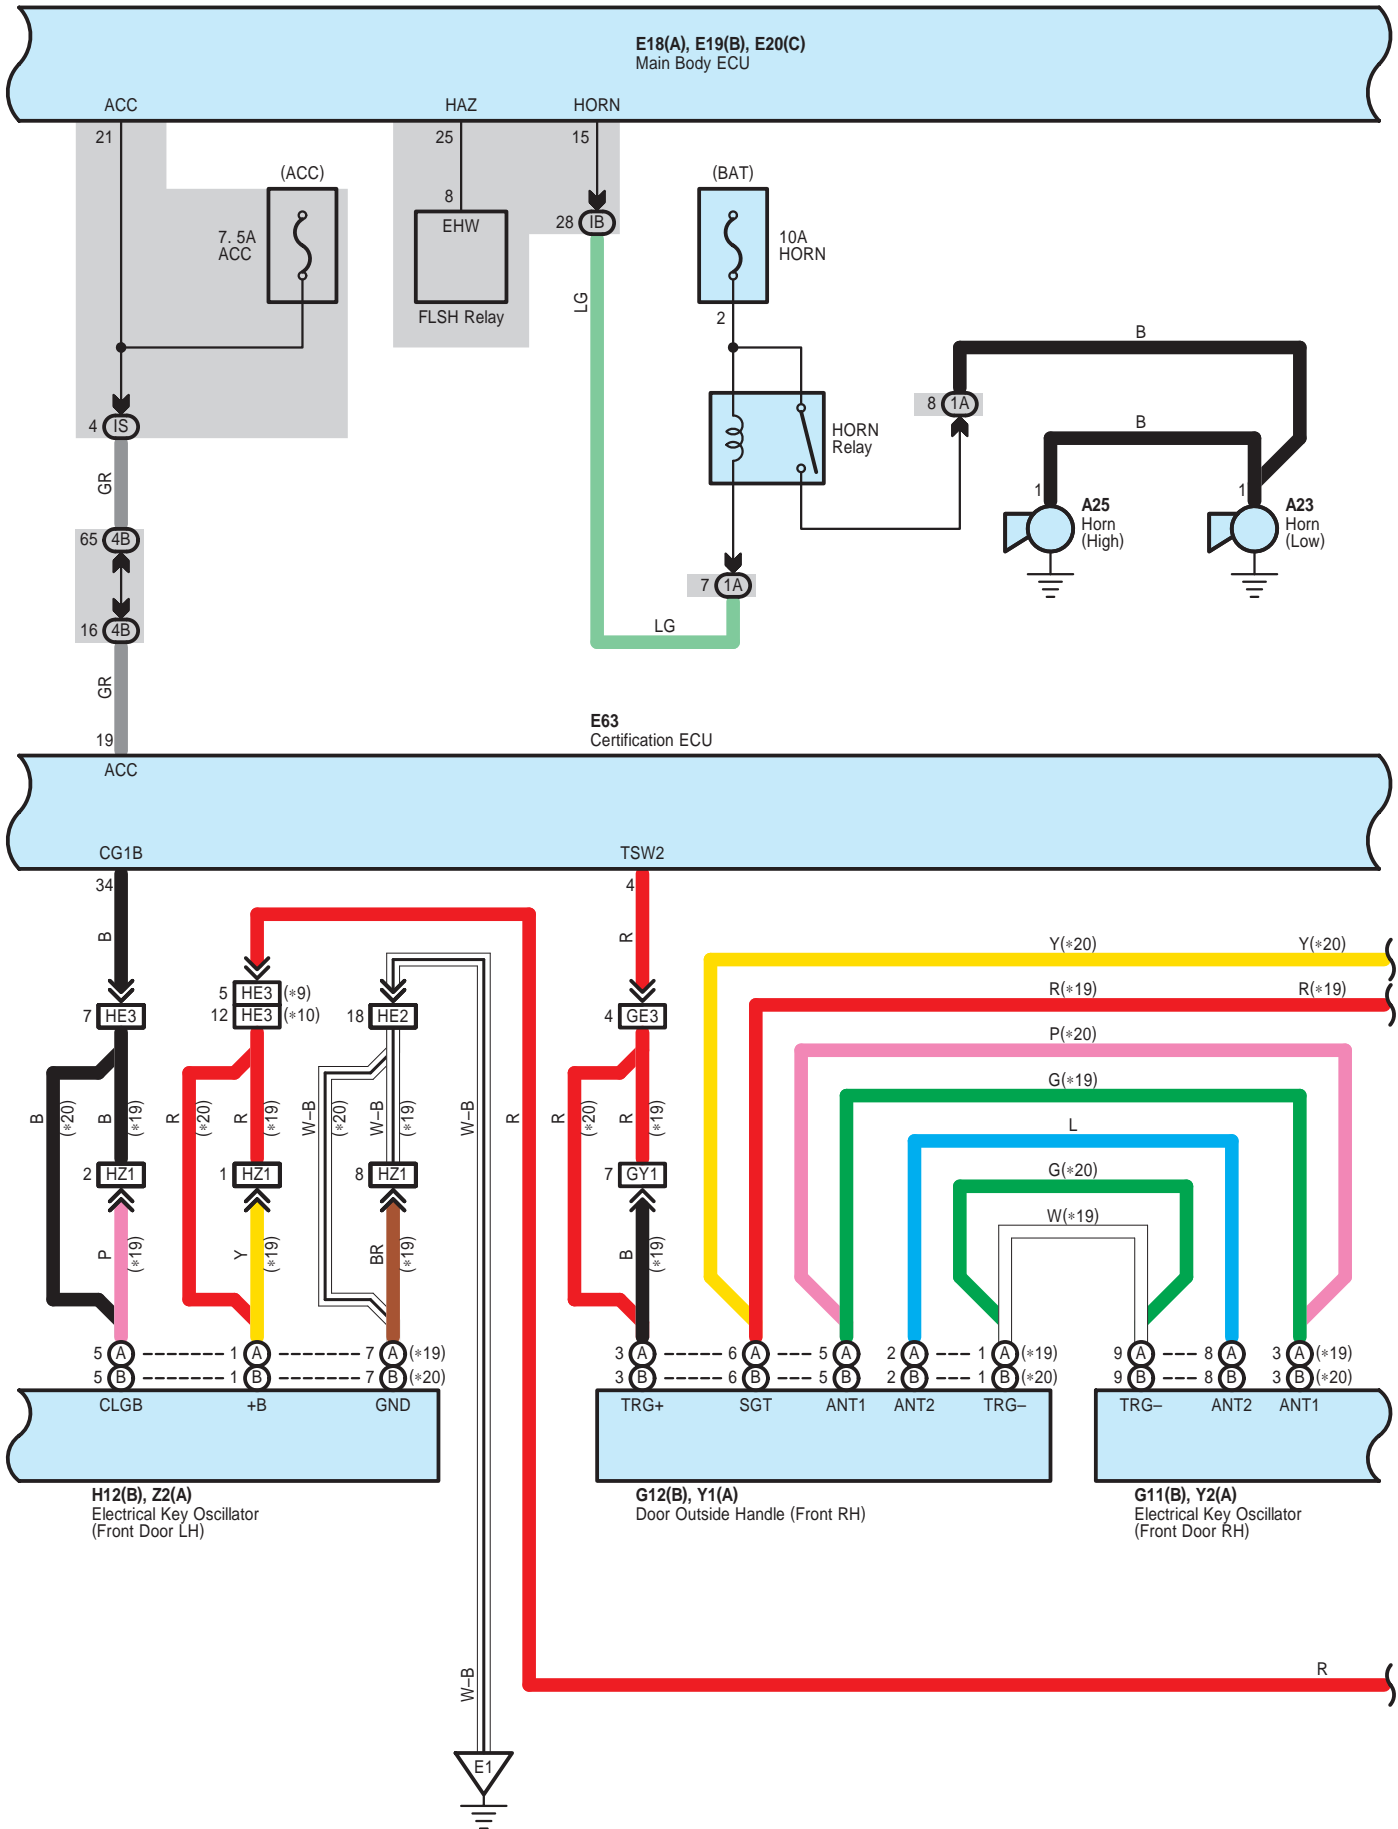 E18(A), E19(B), E20(C)
Main Body ECU
ACC
HAZ
HORN
21
25
15
(ACC)
(BAT)
8
EHW
28 IB
7. 5A
ACC
10A
HORN
LG
FLSH Relay
2
B
8 1A
4 IS
B
HORN
Relay
GR
1
A25
Horn
(High)
1
A23
Horn
(Low)
65 4B
7 1A
16 4B
LG
GR
E63
Certification ECU
19
ACC
CG1B
TSW2
34
4
B
R
Y(*20)
Y(*20)
5 HE3 (*9)
R(*19)
R(*19)
7 HE3
12 HE3 (*10)
18 HE2
4 GE3
P(*20)
G(*19)
B
(*20)
B
(*19)
R
(*20)
R
(*19)
W–B
(*20)
W–B
(*19)
W–B
R
R
(*20)
R
(*19)
L
2 HZ1
1 HZ1
8 HZ1
7 GY1
G(*20)
W(*19)
P
(*19)
Y
(*19)
BR
(*19)
B
(*19)
5 A
1 A
7 A (*19)
3 A
6 A
5 A
2 A
1 A (*19)
9 A
8 A
3 A (*19)
5 B
1 B
7 B (*20)
3 B
6 B
5 B
2 B
1 B (*20)
9 B
8 B
3 B (*20)
CLGB
+B
GND
TRG+
SGT
ANT1
ANT2
TRG–
TRG–
ANT2
ANT1
H12(B), Z2(A)
Electrical Key Oscillator
(Front Door LH)
G12(B), Y1(A)
Door Outside Handle (Front RH)
G11(B), Y2(A)
Electrical Key Oscillator
(Front Door RH)
W–B
R
E1